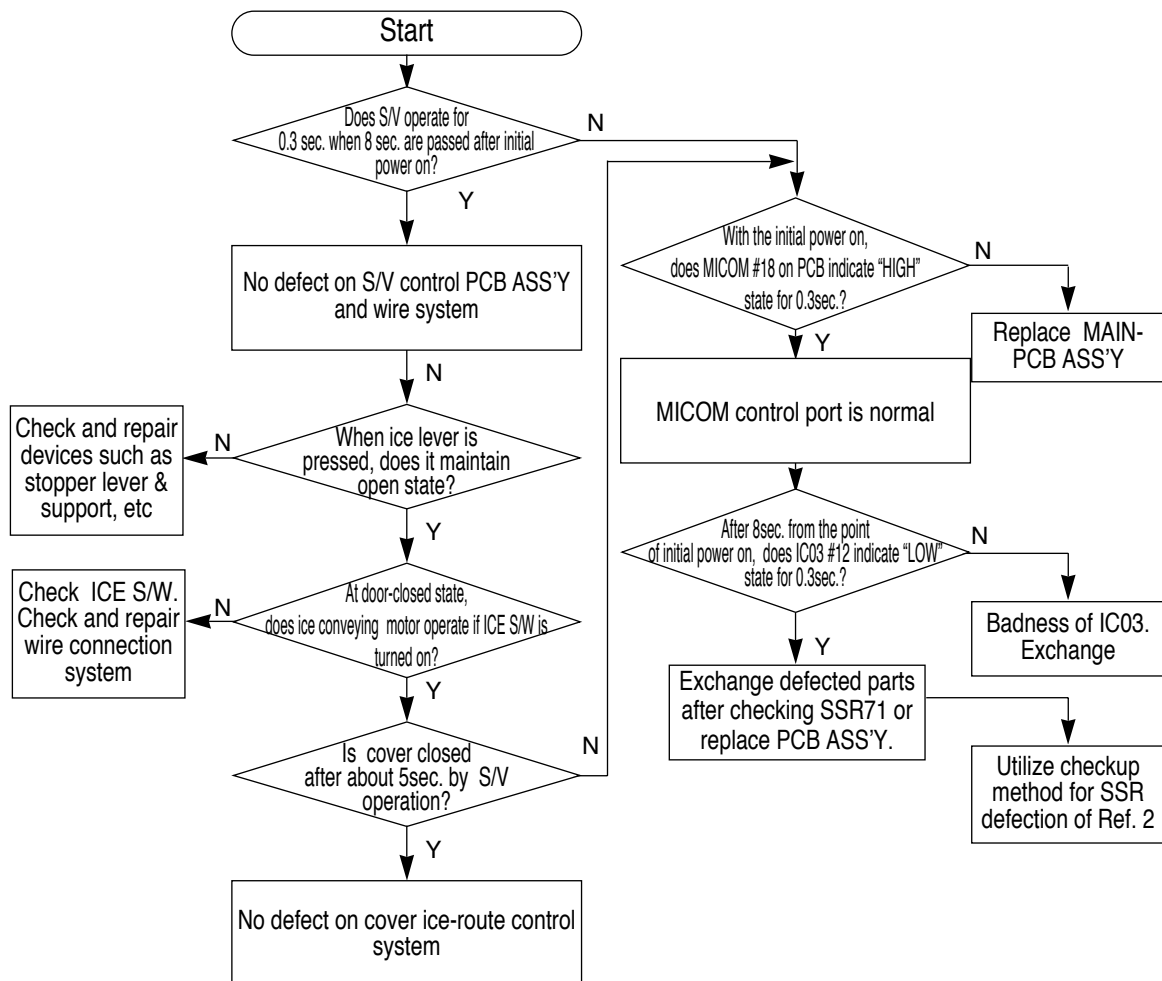 Start
Does S/V operate for
0.3 sec. when 8 sec. are passed after initial
power on?
N
Y
No defect on S/V control PCB ASS'Y
and wire system
N
When ice lever is
pressed, does it maintain
open state?
N
Check and repair
devices such as
stopper lever &
support, etc
Y
At door-closed state,
does ice conveying motor operate if ICE S/W is
turned on?
N
Check ICE S/W.
Check and repair
wire connection
system
Y
Is cover closed
after about 5sec. by S/V
operation?
N
Y
No defect on cover ice-route control
system
With the initial power on,
does MICOM #18 on PCB indicate “HIGH”
state for 0.3sec.?
N
Replace MAIN-
PCB ASS'Y
Y
MICOM control port is normal
After 8sec. from the point
of initial power on, does IC03 #12 indicate “LOW”
state for 0.3sec.?
N
Badness of IC03.
Exchange
Y
Exchange defected parts
after checking SSR71 or
replace PCB ASS'Y.
Utilize checkup
method for SSR
defection of Ref. 2